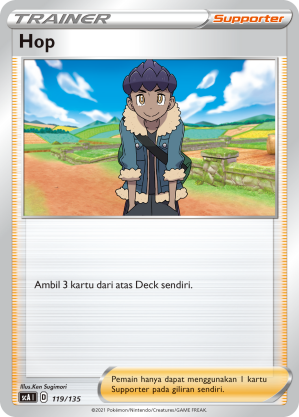 TRAINER Supporter
Hop
Ambil 3 kartu dari atas Deck sendiri.
Illus.Ken Sugimori
scA I D 119/135
Pemain hanya dapat menggunakan 1 kartu
Supporter pada giliran sendiri.
©2021 Pokémon/Nintendo/Creatures/GAME FREAK.